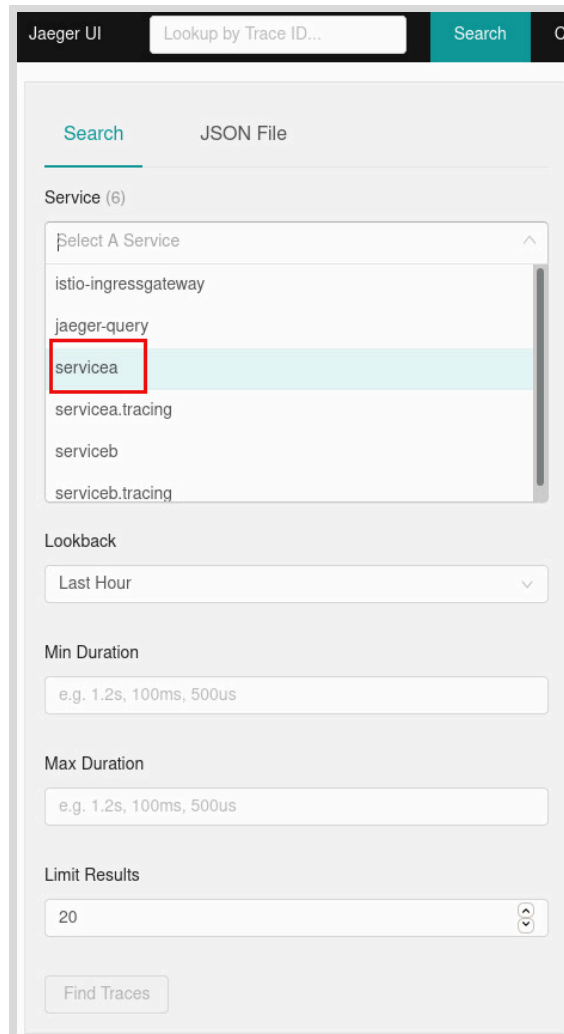 Jaeger UI Lookup by Trace ID... Search C
Search JSON File
Service (6)
Select A Service
istio-ingressgateway
jaeger-query
servicea
servicea.tracing
serviceb
serviceb.tracing
Lookback
Last Hour
Min Duration
e.g. 1.2s, 100ms, 500us
Max Duration
e.g. 1.2s, 100ms, 500us
Limit Results
20
Find Traces